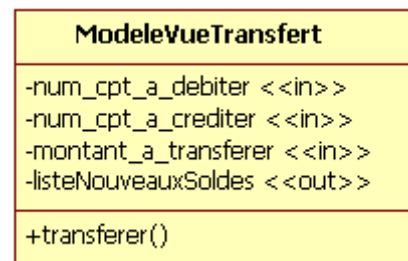 ModeleVueTransfert
-num_cpt_a_debiter <<in>>
-num_cpt_a_crediter <<in>>
-montant_a_transferer <<in>>
-listeNouveauxSoldes <<out>>
+transferer()